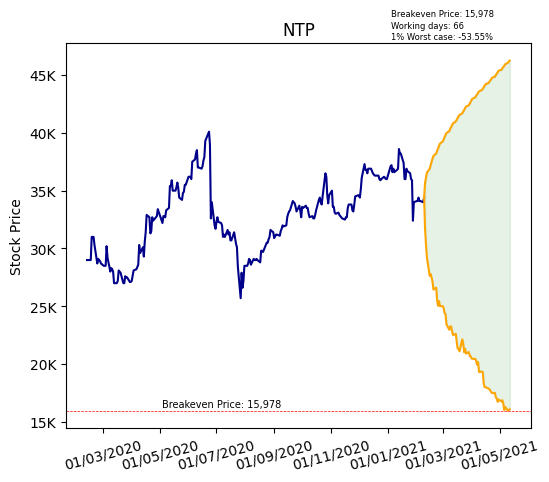 Breakeven Price: 15,978
Working days: 66
1% Worst case: -53.55%
NTP
Stock Price
45K
40K
35K
30K
25K
20K
15K
Breakeven Price: 15,978
01/03/2020
01/05/2020
01/07/2020
01/09/2020
01/11/2020
01/01/2021
01/03/2021
01/05/2021